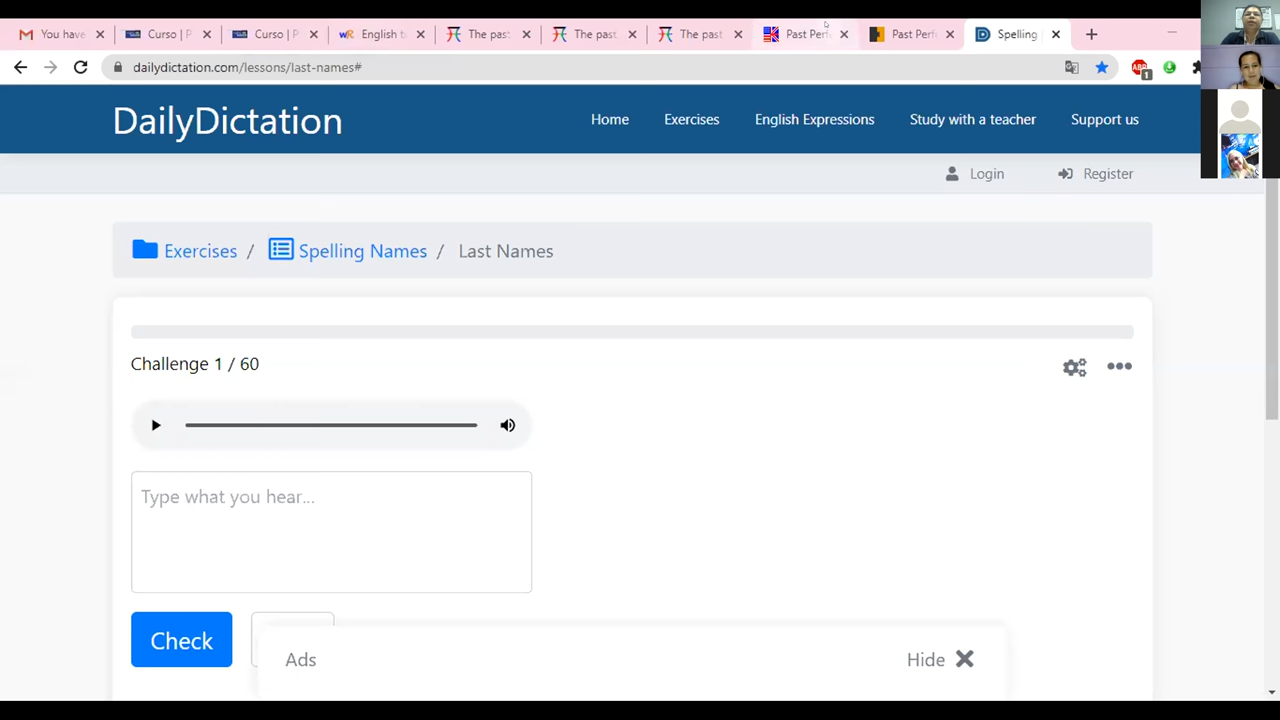 You have Curso | P Curso | P English t The past The past The past Past Perf Past Perf Spelling
dailydictation.com/lessons/last-names#
ABP 1
DailyDictation Home Exercises English Expressions Study with a teacher Support us
Login Register
Exercises / Spelling Names / Last Names
Challenge 1 / 60
Type what you hear...
Check
Ads Hide